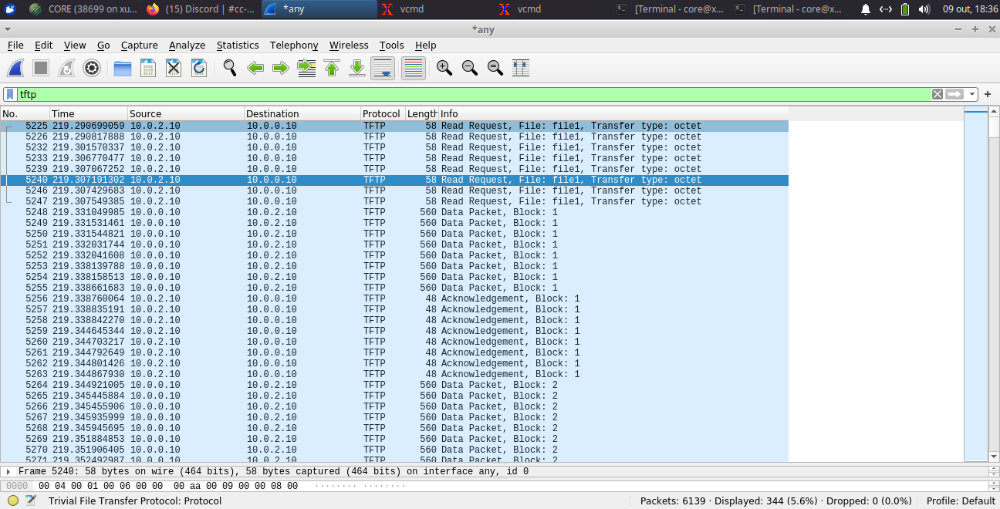 CORE (38699 on xu... (15) Discord | #cc-... *any vcmd vcmd [Terminal - core@x... [Terminal - core@x... 09 out, 18:36
*any
File Edit View Go Capture Analyze Statistics Telephony Wireless Tools Help
tftp
No. Time Source Destination Protocol Length Info
5225 219.290699059 10.0.2.10 10.0.0.10 TFTP 58 Read Request, File: file1, Transfer type: octet
5226 219.290817888 10.0.2.10 10.0.0.10 TFTP 58 Read Request, File: file1, Transfer type: octet
5232 219.301570337 10.0.2.10 10.0.0.10 TFTP 58 Read Request, File: file1, Transfer type: octet
5233 219.306770477 10.0.2.10 10.0.0.10 TFTP 58 Read Request, File: file1, Transfer type: octet
5239 219.307067252 10.0.2.10 10.0.0.10 TFTP 58 Read Request, File: file1, Transfer type: octet
5240 219.307191302 10.0.2.10 10.0.0.10 TFTP 58 Read Request, File: file1, Transfer type: octet
5246 219.307429683 10.0.2.10 10.0.0.10 TFTP 58 Read Request, File: file1, Transfer type: octet
5247 219.307549385 10.0.2.10 10.0.0.10 TFTP 58 Read Request, File: file1, Transfer type: octet
5248 219.331049985 10.0.0.10 10.0.2.10 TFTP 560 Data Packet, Block: 1
5249 219.331531461 10.0.0.10 10.0.2.10 TFTP 560 Data Packet, Block: 1
5250 219.331544821 10.0.0.10 10.0.2.10 TFTP 560 Data Packet, Block: 1
5251 219.332031744 10.0.0.10 10.0.2.10 TFTP 560 Data Packet, Block: 1
5252 219.332041608 10.0.0.10 10.0.2.10 TFTP 560 Data Packet, Block: 1
5253 219.338139788 10.0.0.10 10.0.2.10 TFTP 560 Data Packet, Block: 1
5254 219.338158513 10.0.0.10 10.0.2.10 TFTP 560 Data Packet, Block: 1
5255 219.338661683 10.0.0.10 10.0.2.10 TFTP 560 Data Packet, Block: 1
5256 219.338760064 10.0.2.10 10.0.0.10 TFTP 48 Acknowledgement, Block: 1
5257 219.338835191 10.0.2.10 10.0.0.10 TFTP 48 Acknowledgement, Block: 1
5258 219.338842270 10.0.2.10 10.0.0.10 TFTP 48 Acknowledgement, Block: 1
5259 219.344645344 10.0.2.10 10.0.0.10 TFTP 48 Acknowledgement, Block: 1
5260 219.344703217 10.0.2.10 10.0.0.10 TFTP 48 Acknowledgement, Block: 1
5261 219.344792649 10.0.2.10 10.0.0.10 TFTP 48 Acknowledgement, Block: 1
5262 219.344801426 10.0.2.10 10.0.0.10 TFTP 48 Acknowledgement, Block: 1
5263 219.344867930 10.0.2.10 10.0.0.10 TFTP 48 Acknowledgement, Block: 1
5264 219.344921005 10.0.0.10 10.0.2.10 TFTP 560 Data Packet, Block: 2
5265 219.345445884 10.0.0.10 10.0.2.10 TFTP 560 Data Packet, Block: 2
5266 219.345455906 10.0.0.10 10.0.2.10 TFTP 560 Data Packet, Block: 2
5267 219.345935999 10.0.0.10 10.0.2.10 TFTP 560 Data Packet, Block: 2
5268 219.345945695 10.0.0.10 10.0.2.10 TFTP 560 Data Packet, Block: 2
5269 219.351884853 10.0.0.10 10.0.2.10 TFTP 560 Data Packet, Block: 2
5270 219.351906405 10.0.0.10 10.0.2.10 TFTP 560 Data Packet, Block: 2
5271 219.352492987 10.0.0.10 10.0.2.10 TFTP 560 Data Packet, Block: 2
Frame 5240: 58 bytes on wire (464 bits), 58 bytes captured (464 bits) on interface any, id 0
0000 00 04 00 01 00 06 00 00 00 aa 00 09 00 00 08 00 ········ ········
Trivial File Transfer Protocol: Protocol Packets: 6139 · Displayed: 344 (5.6%) · Dropped: 0 (0.0%) Profile: Default